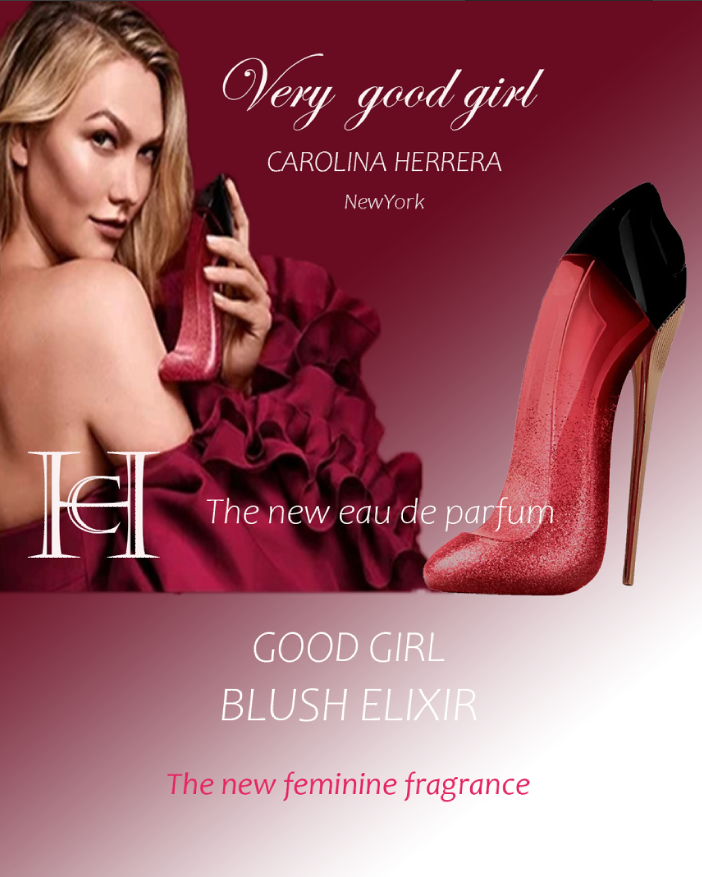 Very good girl
CAROLINA HERRERA
NewYork
CH
The new eau de parfum
GOOD GIRL
BLUSH ELIXIR
The new feminine fragrance